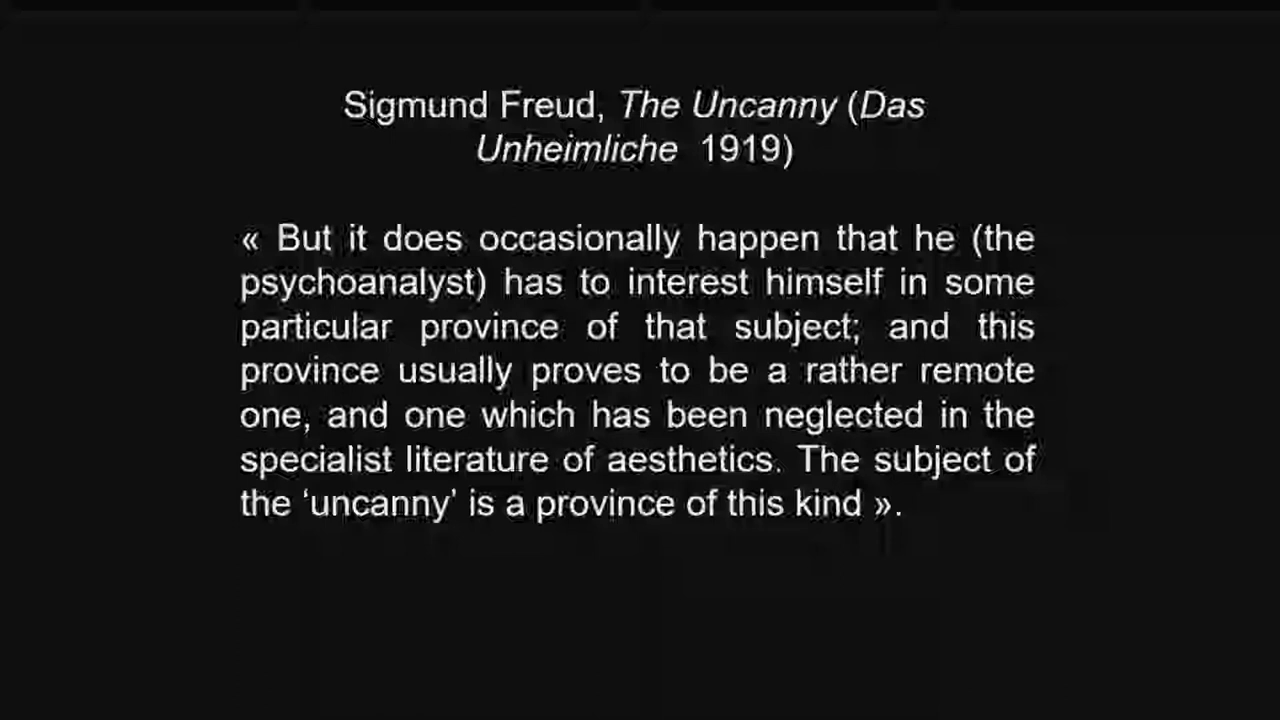 Sigmund Freud, The Uncanny (Das
Unheimliche 1919)
« But it does occasionally happen that he (the
psychoanalyst) has to interest himself in some
particular province of that subject; and this
province usually proves to be a rather remote
one, and one which has been neglected in the
specialist literature of aesthetics. The subject of
the ‘uncanny’ is a province of this kind ».